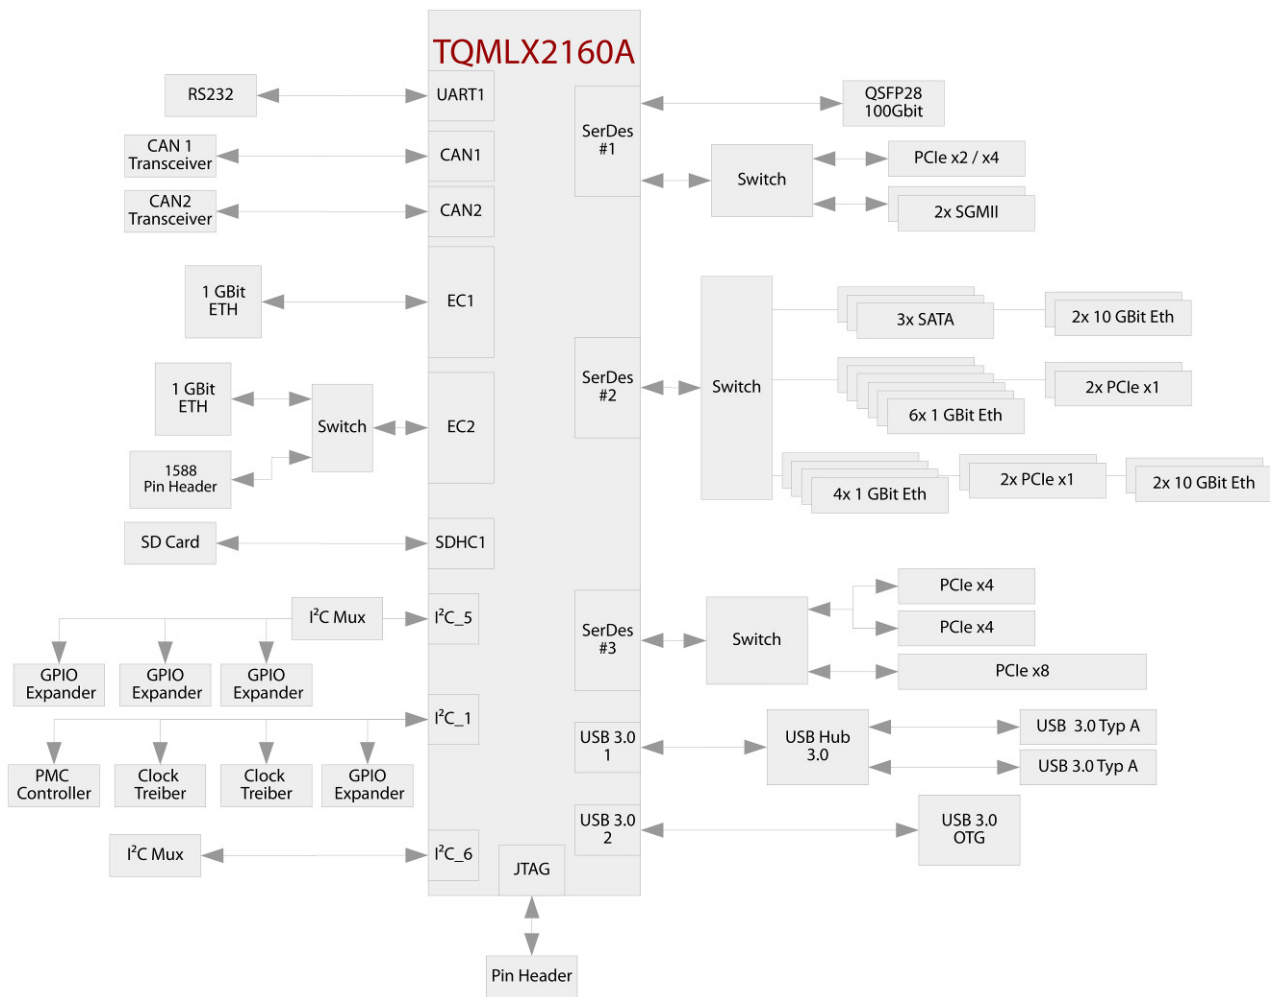 TQMLX2160A
RS232
UART1
CAN 1
Transceiver
CAN1
CAN2
Transceiver
CAN2
1 GBit
ETH
EC1
1 GBit
ETH
Switch
EC2
1588
Pin Header
SD Card
SDHC1
I²C Mux
I²C_5
GPIO
Expander
GPIO
Expander
GPIO
Expander
I²C_1
PMC
Controller
Clock
Treiber
Clock
Treiber
GPIO
Expander
I²C Mux
I²C_6
JTAG
Pin Header
SerDes
#1
QSFP28
100Gbit
Switch
PCIe x2 / x4
2x SGMII
SerDes
#2
Switch
3x SATA
2x 10 GBit Eth
6x 1 GBit Eth
2x PCIe x1
4x 1 GBit Eth
2x PCIe x1
2x 10 GBit Eth
SerDes
#3
Switch
PCIe x4
PCIe x4
PCIe x8
USB 3.0
1
USB Hub
3.0
USB  3.0 Typ A
USB 3.0 Typ A
USB 3.0
2
USB 3.0
OTG